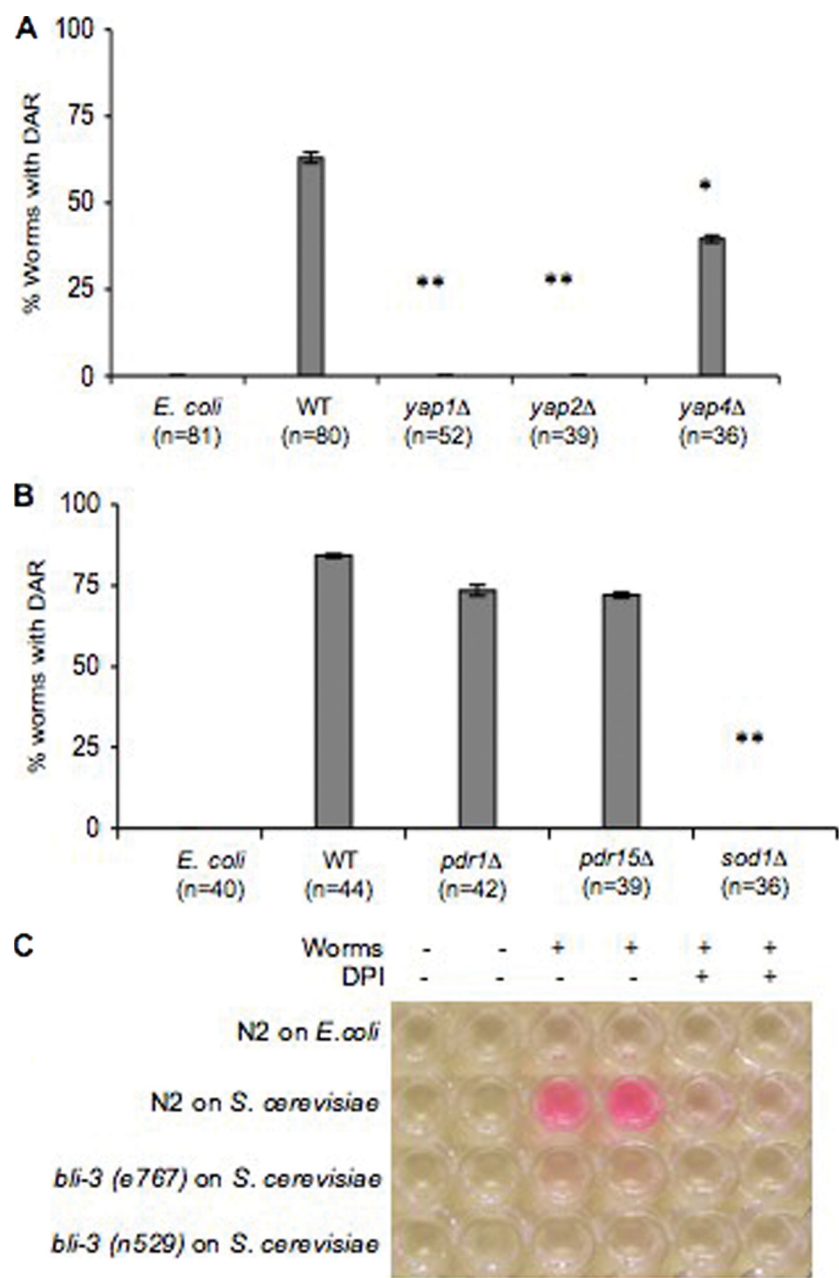 A
% Worms with DAR
100
75
50
25
0
**
**
*
E. coli WT yap1Δ yap2Δ yap4Δ
(n=81) (n=80) (n=52) (n=39) (n=36)
B
% worms with DAR
100
75
50
25
0
**
E. coli WT pdr1Δ pdr15Δ sod1Δ
(n=40) (n=44) (n=42) (n=39) (n=36)
C
Worms - - + + + +
DPI - - - - + +
N2 on E.coli
N2 on S. cerevisiae
bli-3 (e767) on S. cerevisiae
bli-3 (n529) on S. cerevisiae